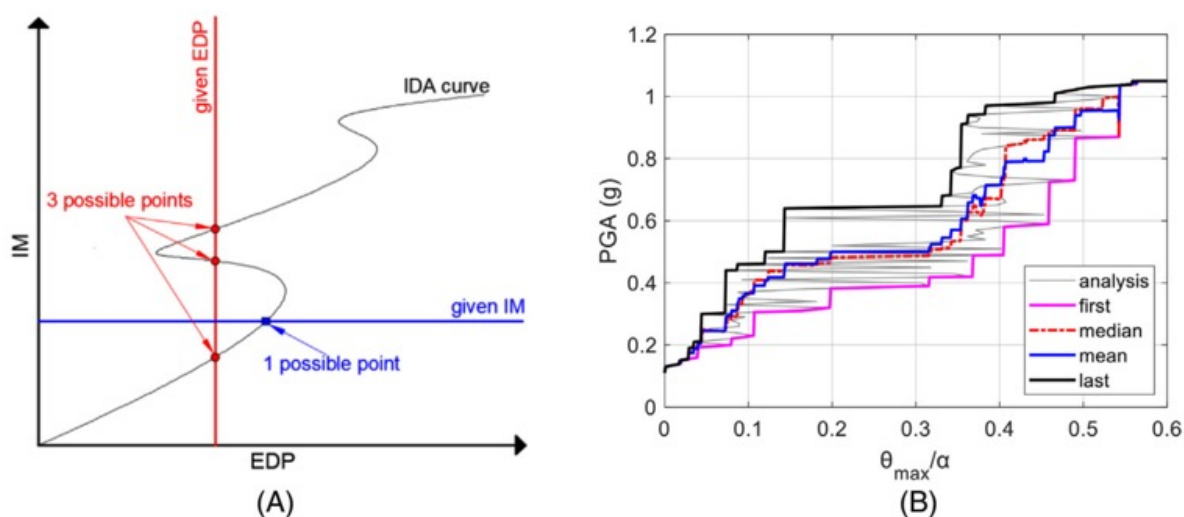 given EDP
IDA curve
3 possible points
IM
given IM
1 possible point
EDP
(A)
1.2
1
0.8
0.6
0.4
0.2
0
PGA (g)
analysis
first
median
mean
last
0 0.1 0.2 0.3 0.4 0.5 0.6
θmax/α
(B)